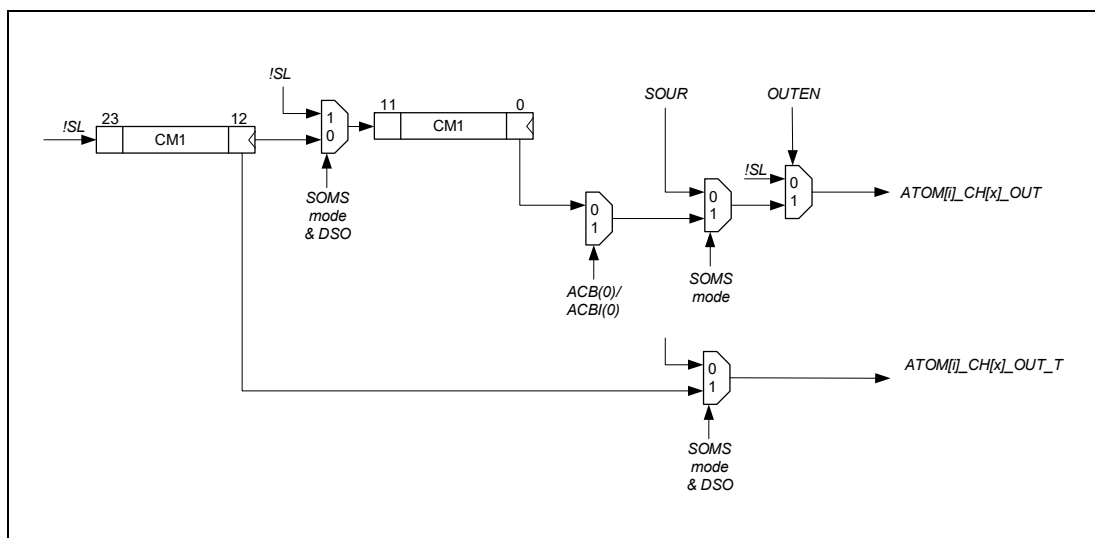 !SL
SOUR
OUTEN
23
12
11
0
!SL
CM1
1
0
CM1
!SL
0
1
ATOM[i]_CH[x]_OUT
0
1
0
1
SOMS
mode
& DSO
ACB(0)/
ACBI(0)
SOMS
mode
0
1
ATOM[i]_CH[x]_OUT_T
SOMS
mode
& DSO